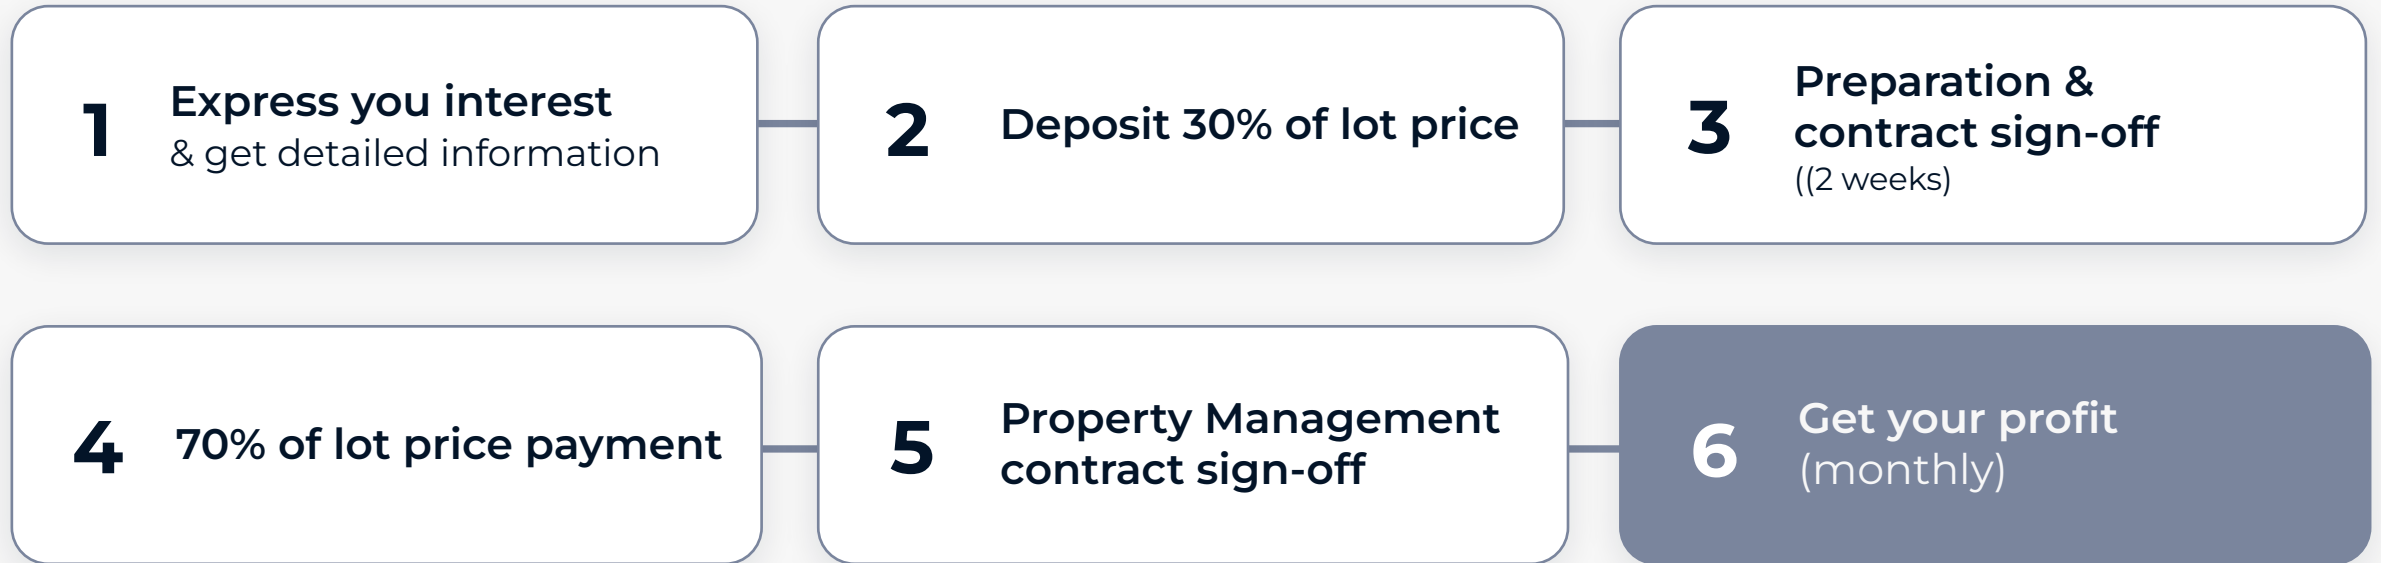 1
Express you interest
& get detailed information
2
Deposit 30% of lot price
3
Preparation &
contract sign-off
((2 weeks)
4
70% of lot price payment
5
Property Management
contract sign-off
6
Get your profit
(monthly)